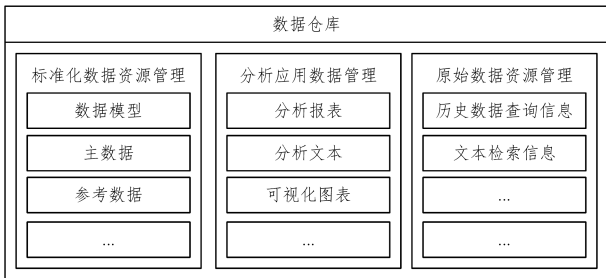 数据仓库
标准化数据资源管理
数据模型
主数据
参考数据
...
分析应用数据管理
分析报表
分析文本
可视化图表
...
原始数据资源管理
历史数据查询信息
文本检索信息
...
...